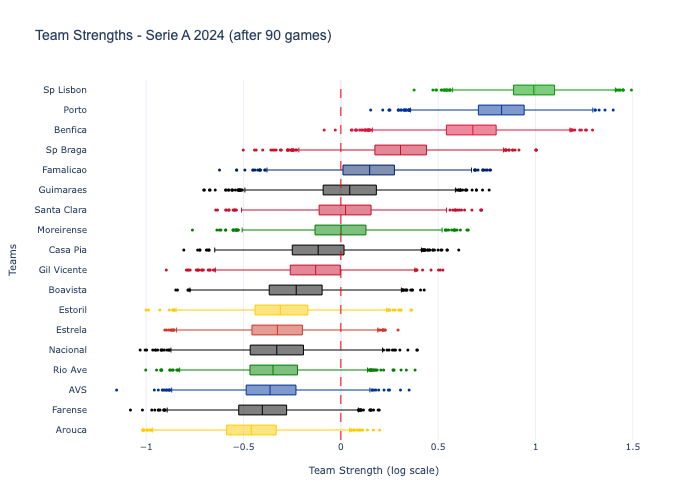 Team Strengths - Serie A 2024 (after 90 games)
Teams
Sp Lisbon
Porto
Benfica
Sp Braga
Famalicao
Guimaraes
Santa Clara
Moreirense
Casa Pia
Gil Vicente
Boavista
Estoril
Estrela
Nacional
Rio Ave
AVS
Farense
Arouca
−1 −0.5 0 0.5 1 1.5
Team Strength (log scale)